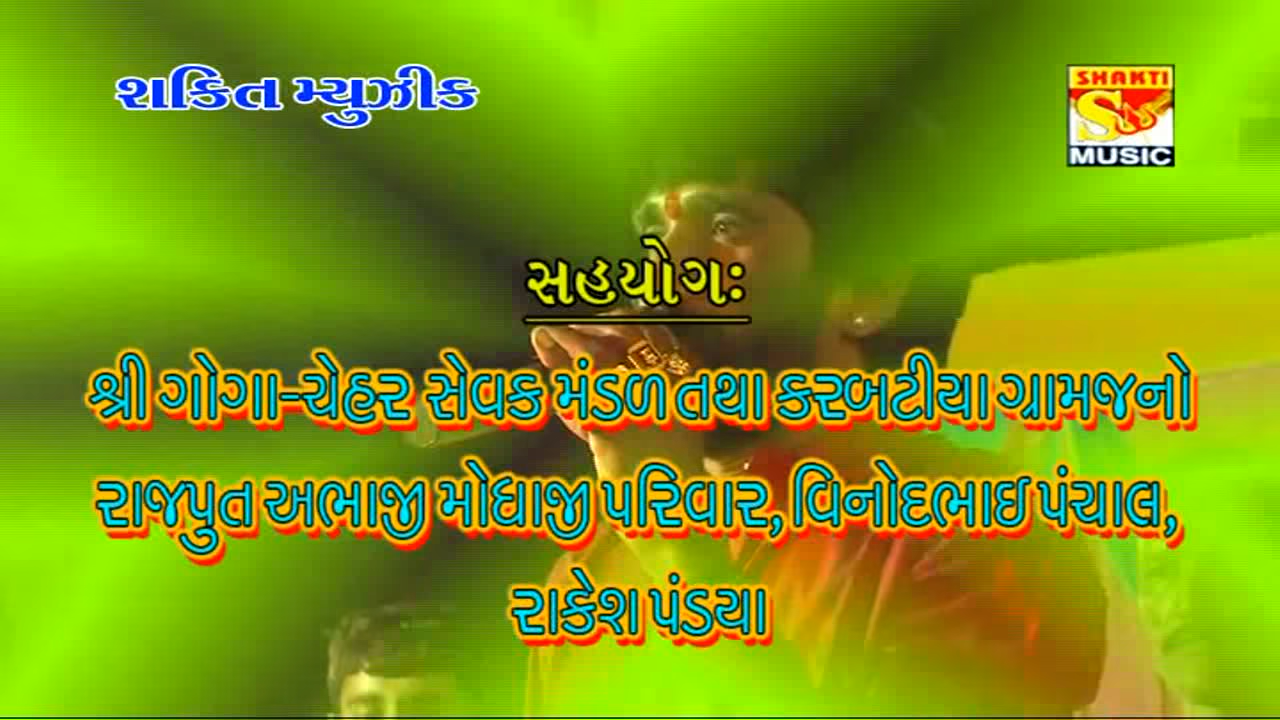 શકિત મ્યુઝીક
SHAKTI
MUSIC
સહયોગઃ
શ્રી ગોગા-ચેહર સેવક મંડળ તથા કરબટીયા ગ્રામજનો
રાજપુત અભાજી મોઘાજી પરિવાર, વિનોદભાઇ પંચાલ,
રાકેશ પંડયા